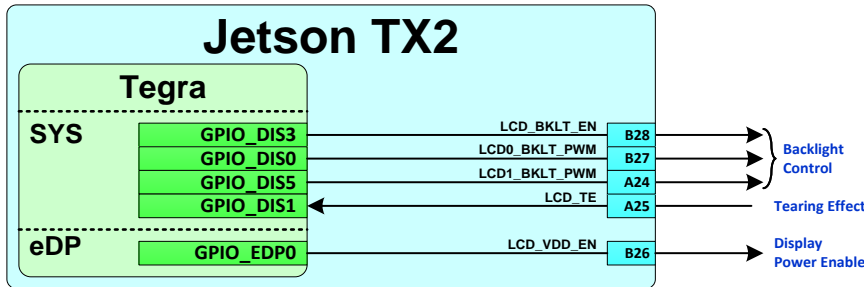 Jetson TX2
Tegra
SYS
GPIO_DIS3 LCD_BKLT_EN B28
GPIO_DIS0 LCD0_BKLT_PWM B27
GPIO_DIS5 LCD1_BKLT_PWM A24
Backlight
Control
GPIO_DIS1 LCD_TE A25 Tearing Effect
eDP
GPIO_EDP0 LCD_VDD_EN B26
Display
Power Enable